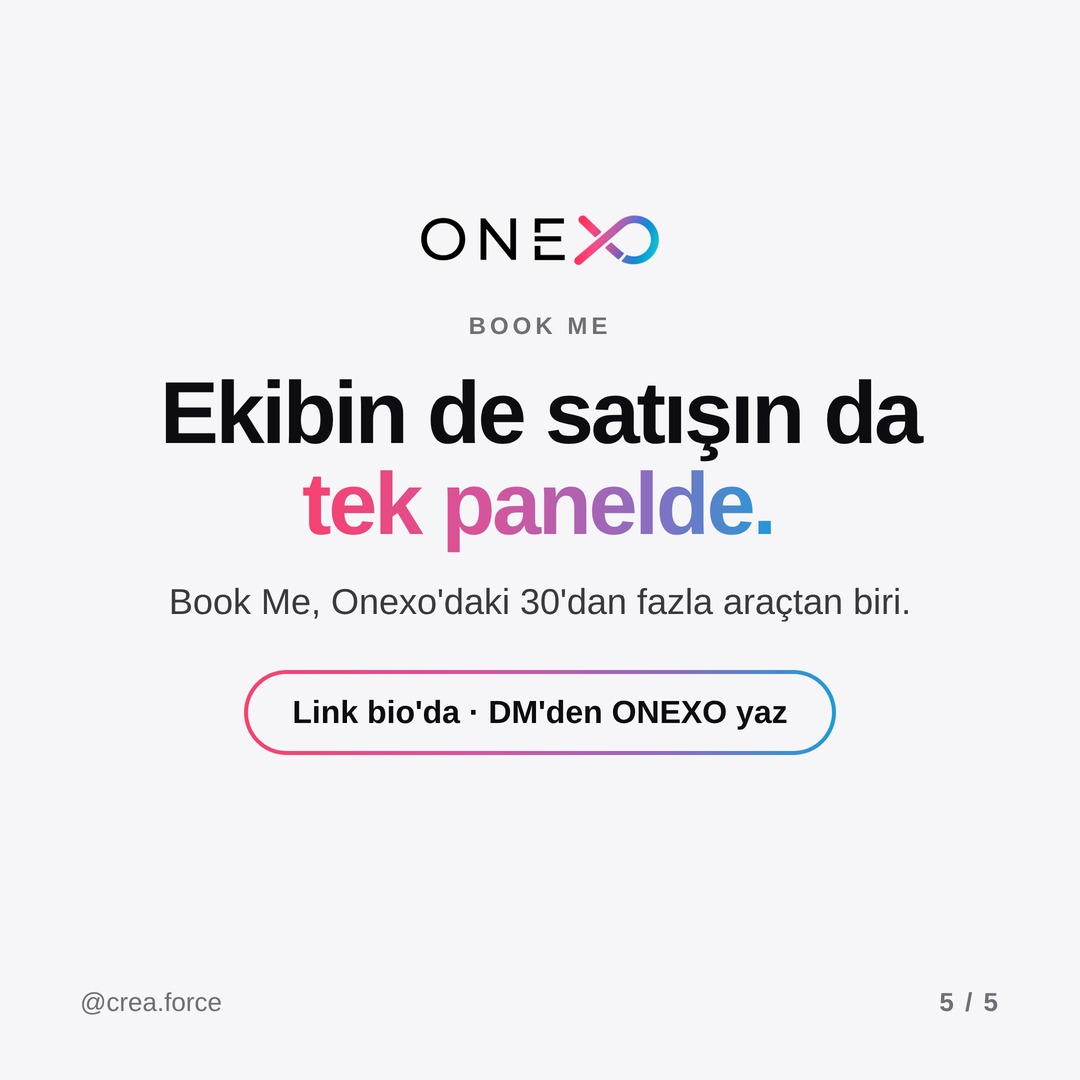 ONEXO
BOOK ME
Ekibin de satışın da
tek panelde.
Book Me, Onexo'daki 30'dan fazla araçtan biri.
Link bio'da · DM'den ONEXO yaz
@crea.force
5 / 5